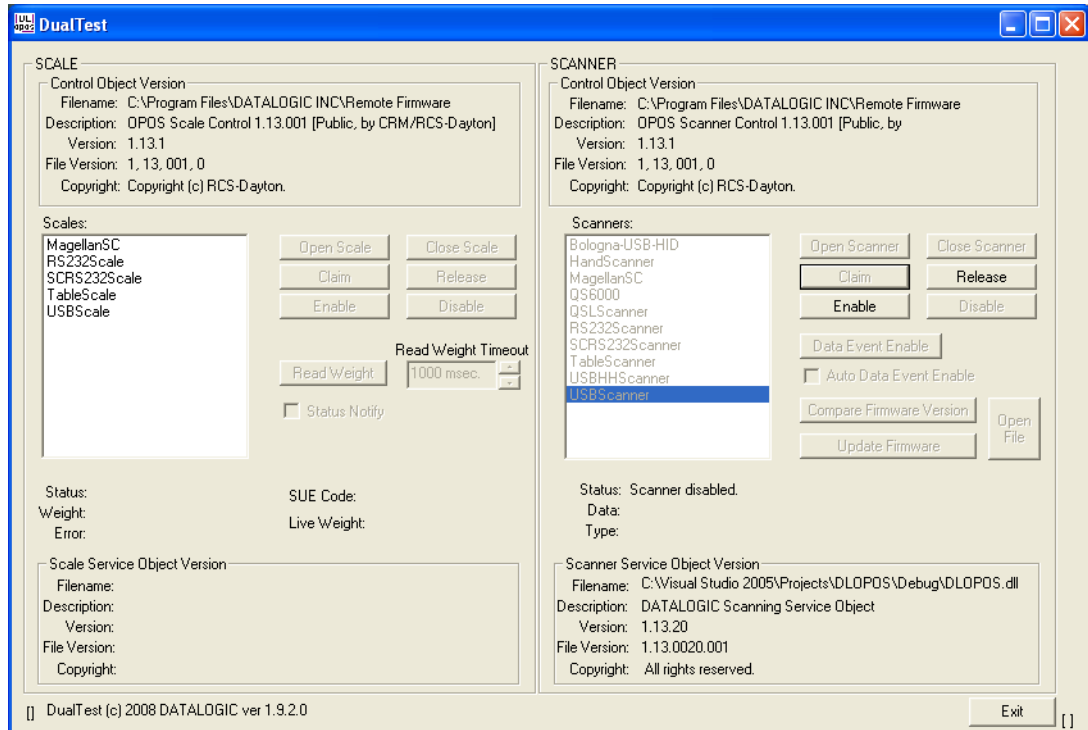 DualTest
SCALE
Control Object Version
Filename: C:\Program Files\DATALOGIC INC\Remote Firmware
Description: OPOS Scale Control 1.13.001 [Public, by CRM/RCS-Dayton]
Version: 1.13.1
File Version: 1, 13, 001, 0
Copyright: Copyright (c) RCS-Dayton.
Scales:
MagellanSC
RS232Scale
SCRS232Scale
TableScale
USBScale
Open Scale
Close Scale
Claim
Release
Enable
Disable
Read Weight Timeout
Read Weight
1000 msec.
Status Notify
Status:
Weight:
Error:
SUE Code:
Live Weight:
Scale Service Object Version
Filename:
Description:
Version:
File Version:
Copyright:
SCANNER
Control Object Version
Filename: C:\Program Files\DATALOGIC INC\Remote Firmware
Description: OPOS Scanner Control 1.13.001 [Public, by
Version: 1.13.1
File Version: 1, 13, 001, 0
Copyright: Copyright (c) RCS-Dayton.
Scanners:
Bologna-USB-HID
HandScanner
MagellanSC
QS6000
QSLScanner
RS232Scanner
SCRS232Scanner
TableScanner
USBHHScanner
USBScanner
Open Scanner
Close Scanner
Claim
Release
Enable
Disable
Data Event Enable
Auto Data Event Enable
Compare Firmware Version
Update Firmware
Open
File
Status: Scanner disabled.
Data:
Type:
Scanner Service Object Version
Filename: C:\Visual Studio 2005\Projects\DLOPOS\Debug\DLOPOS.dll
Description: DATALOGIC Scanning Service Object
Version: 1.13.20
File Version: 1.13.0020.001
Copyright: All rights reserved.
[] DualTest (c) 2008 DATALOGIC ver 1.9.2.0
Exit
[ ]